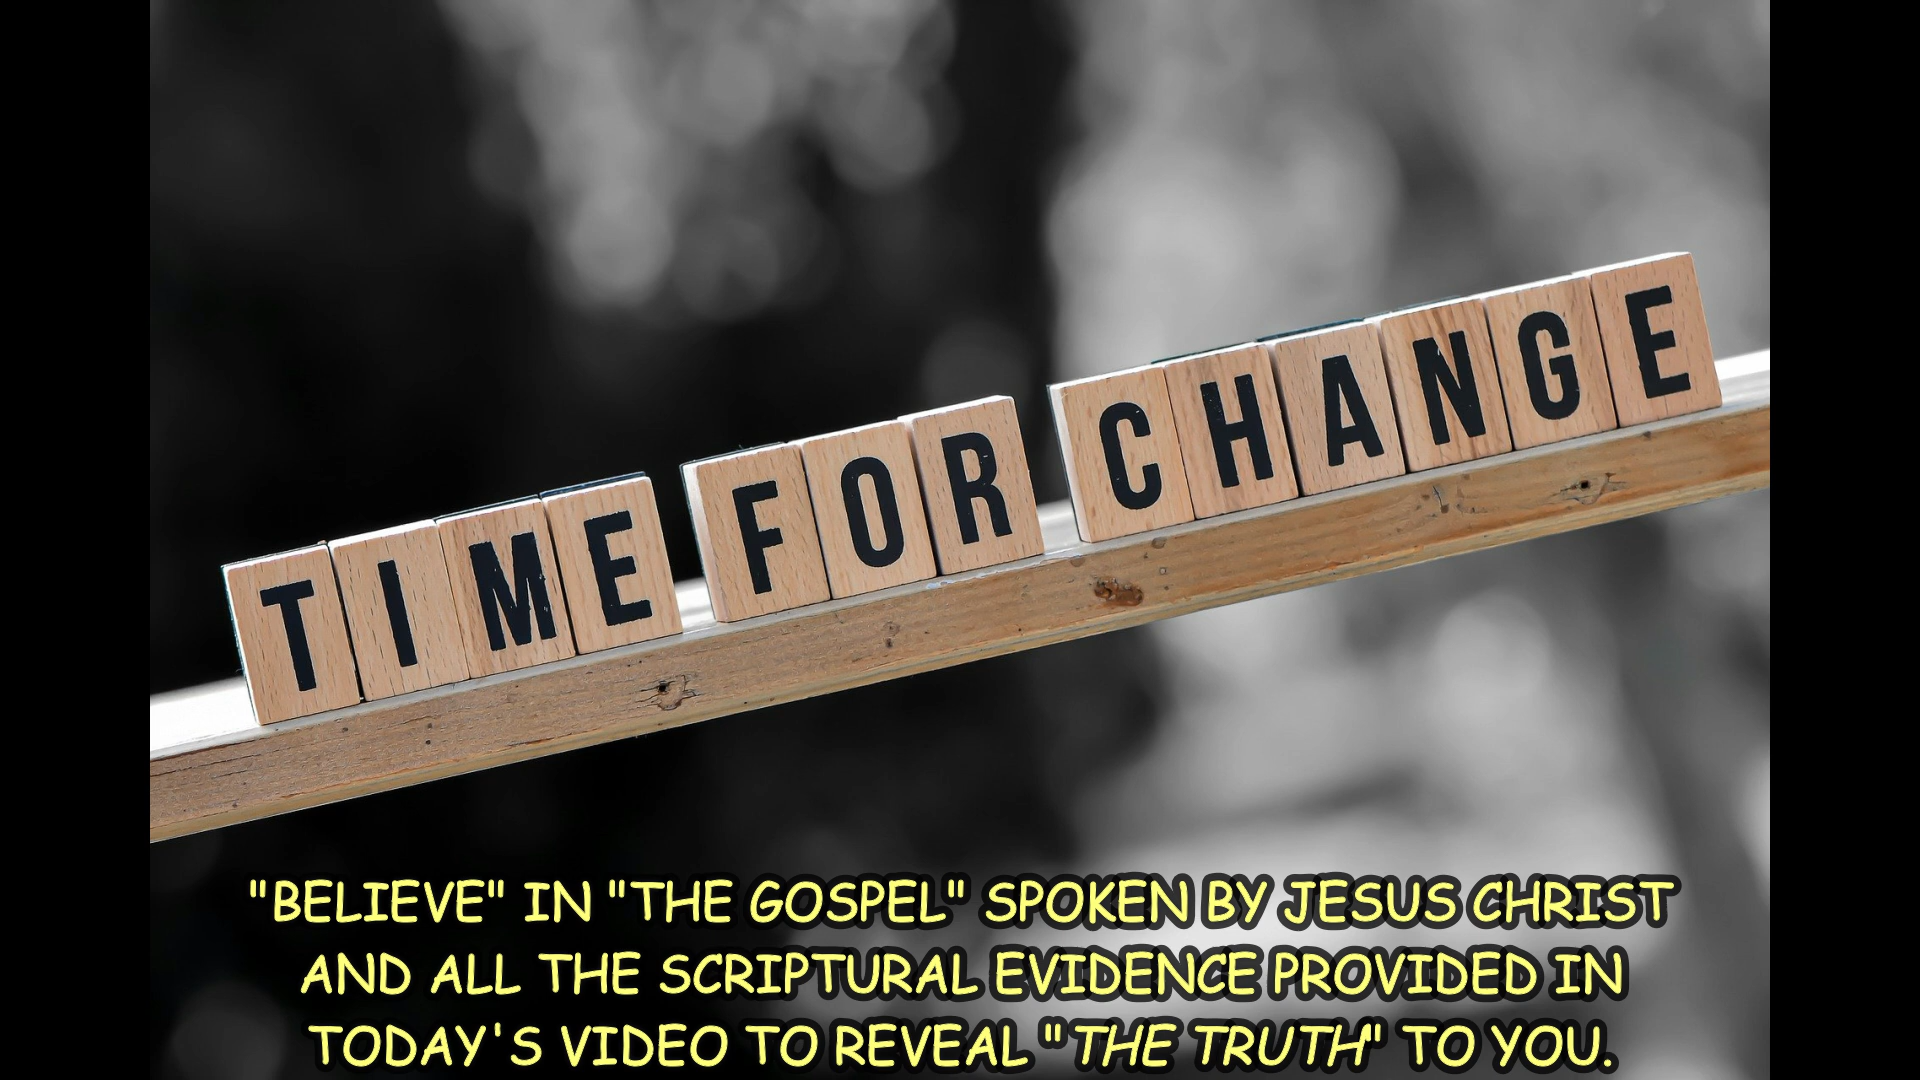 TIME FOR CHANGE
"BELIEVE" IN "THE GOSPEL" SPOKEN BY JESUS CHRIST
AND ALL THE SCRIPTURAL EVIDENCE PROVIDED IN
TODAY'S VIDEO TO REVEAL "THE TRUTH" TO YOU.